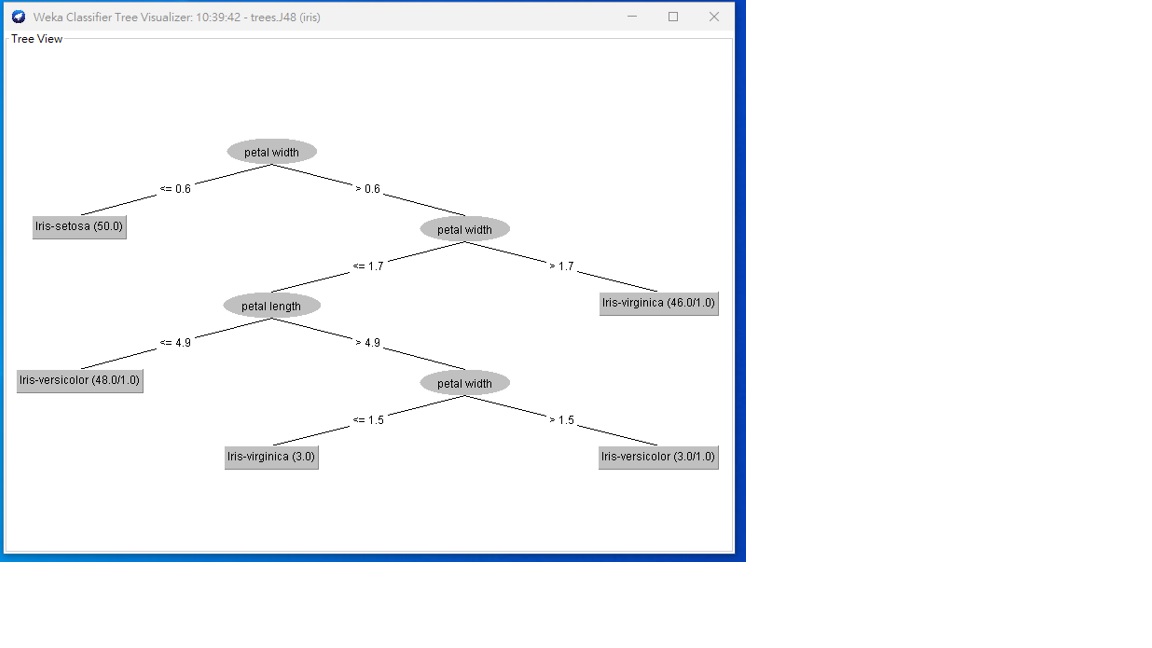 Weka Classifier Tree Visualizer: 10:39:42 - trees.J48 (iris)
Tree View
petal width
<= 0.6
> 0.6
Iris-setosa (50.0)
petal width
<= 1.7
> 1.7
petal length
Iris-virginica (46.0/1.0)
<= 4.9
> 4.9
Iris-versicolor (48.0/1.0)
petal width
<= 1.5
> 1.5
Iris-virginica (3.0)
Iris-versicolor (3.0/1.0)